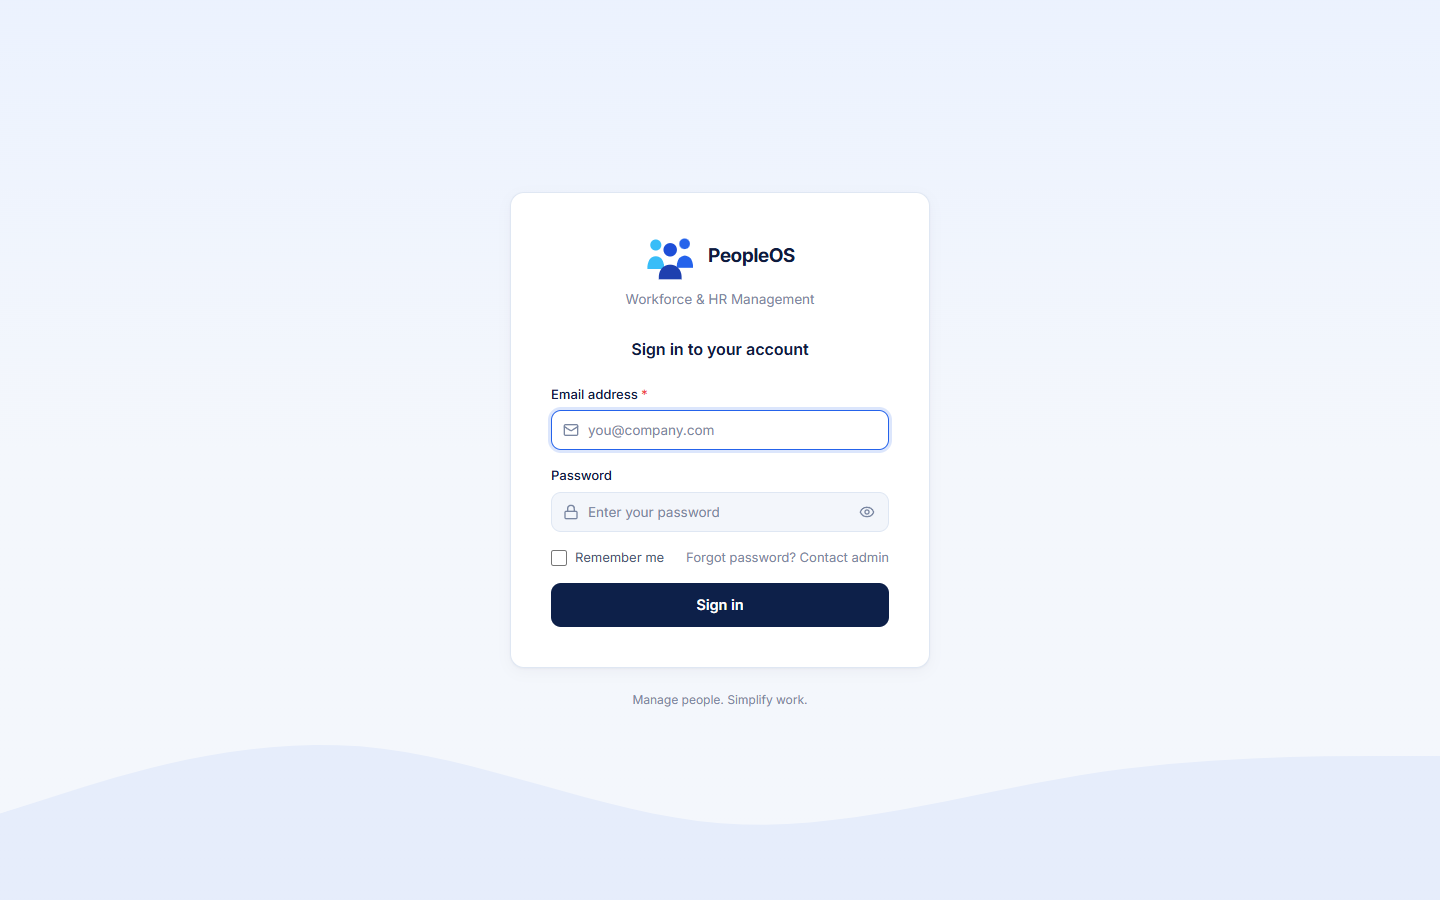 PeopleOS
Workforce & HR Management
Sign in to your account
Email address *
you@company.com
Password
Enter your password
Remember me
Forgot password? Contact admin
Sign in
Manage people. Simplify work.